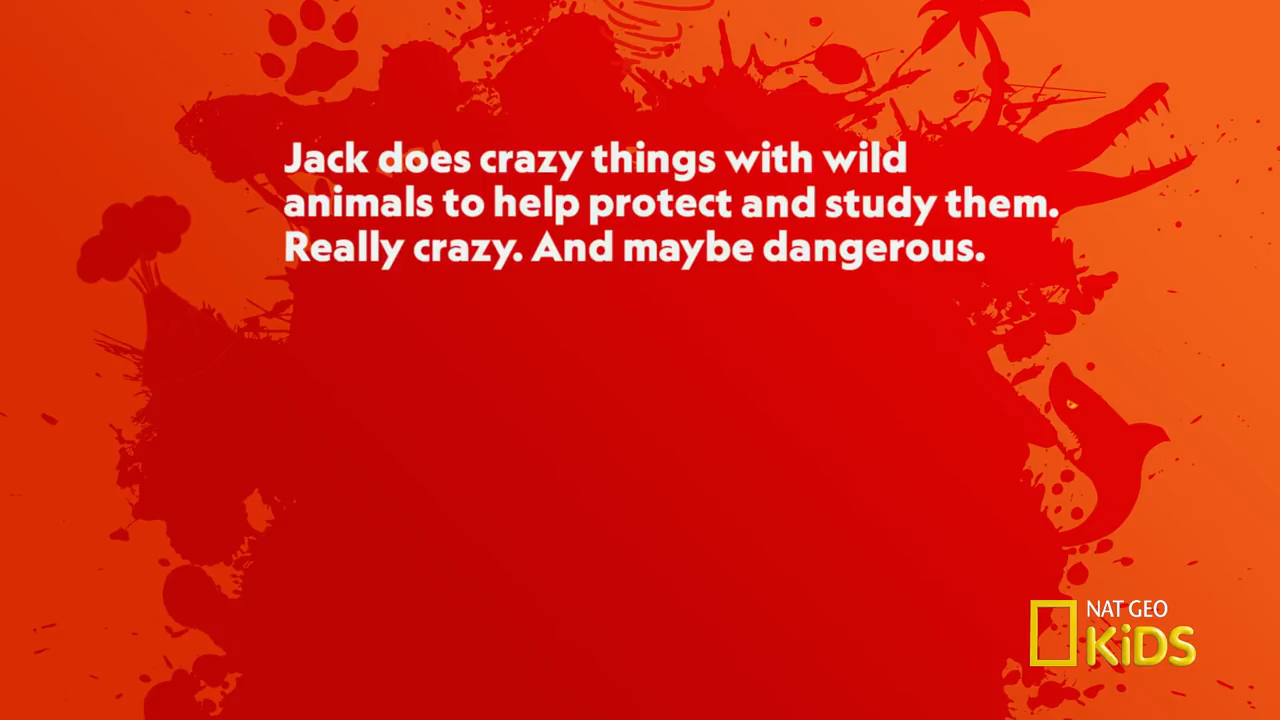 Jack does crazy things with wild
animals to help protect and study them.
Really crazy. And maybe dangerous.
NAT GEO
KiDS